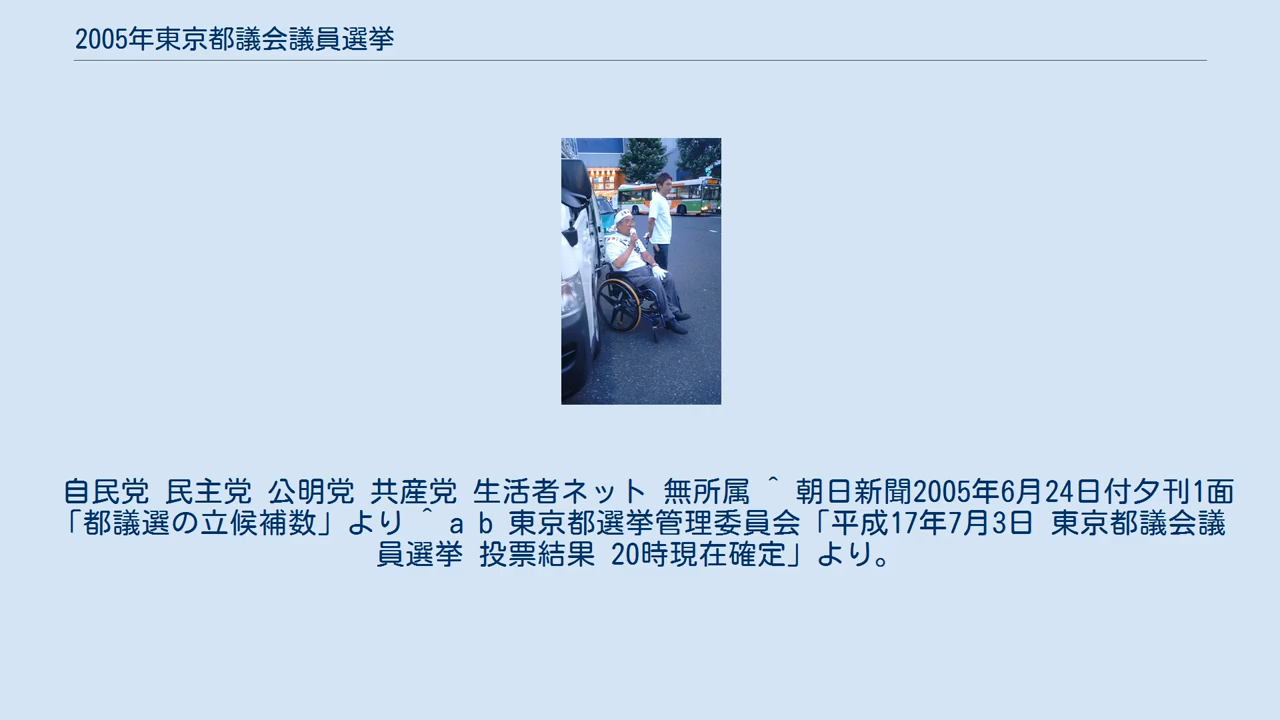 2005年東京都議会議員選挙
自民党 民主党 公明党 共産党 生活者ネット 無所属 ^ 朝日新聞2005年6月24日付夕刊1面
「都議選の立候補数」より ^ a b 東京都選挙管理委員会「平成17年7月3日 東京都議会議
員選挙 投票結果 20時現在確定」より。